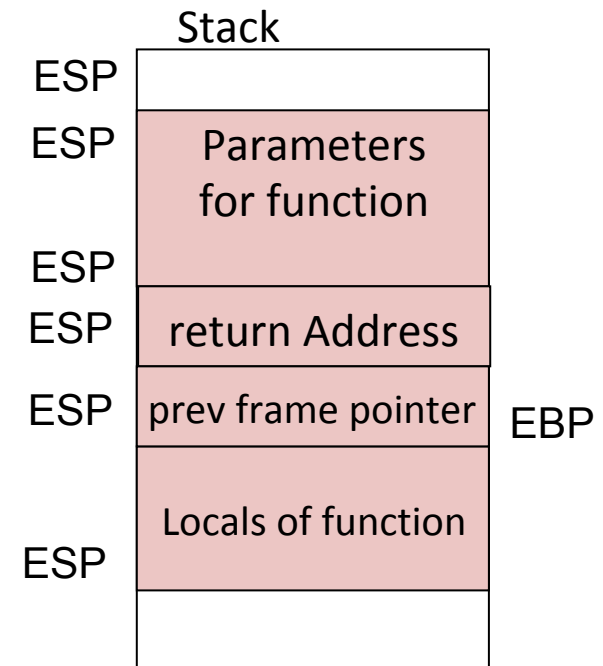 Stack
ESP
ESP
Parameters
for function
ESP
ESP
return Address
ESP
prev frame pointer
EBP
Locals of function
ESP